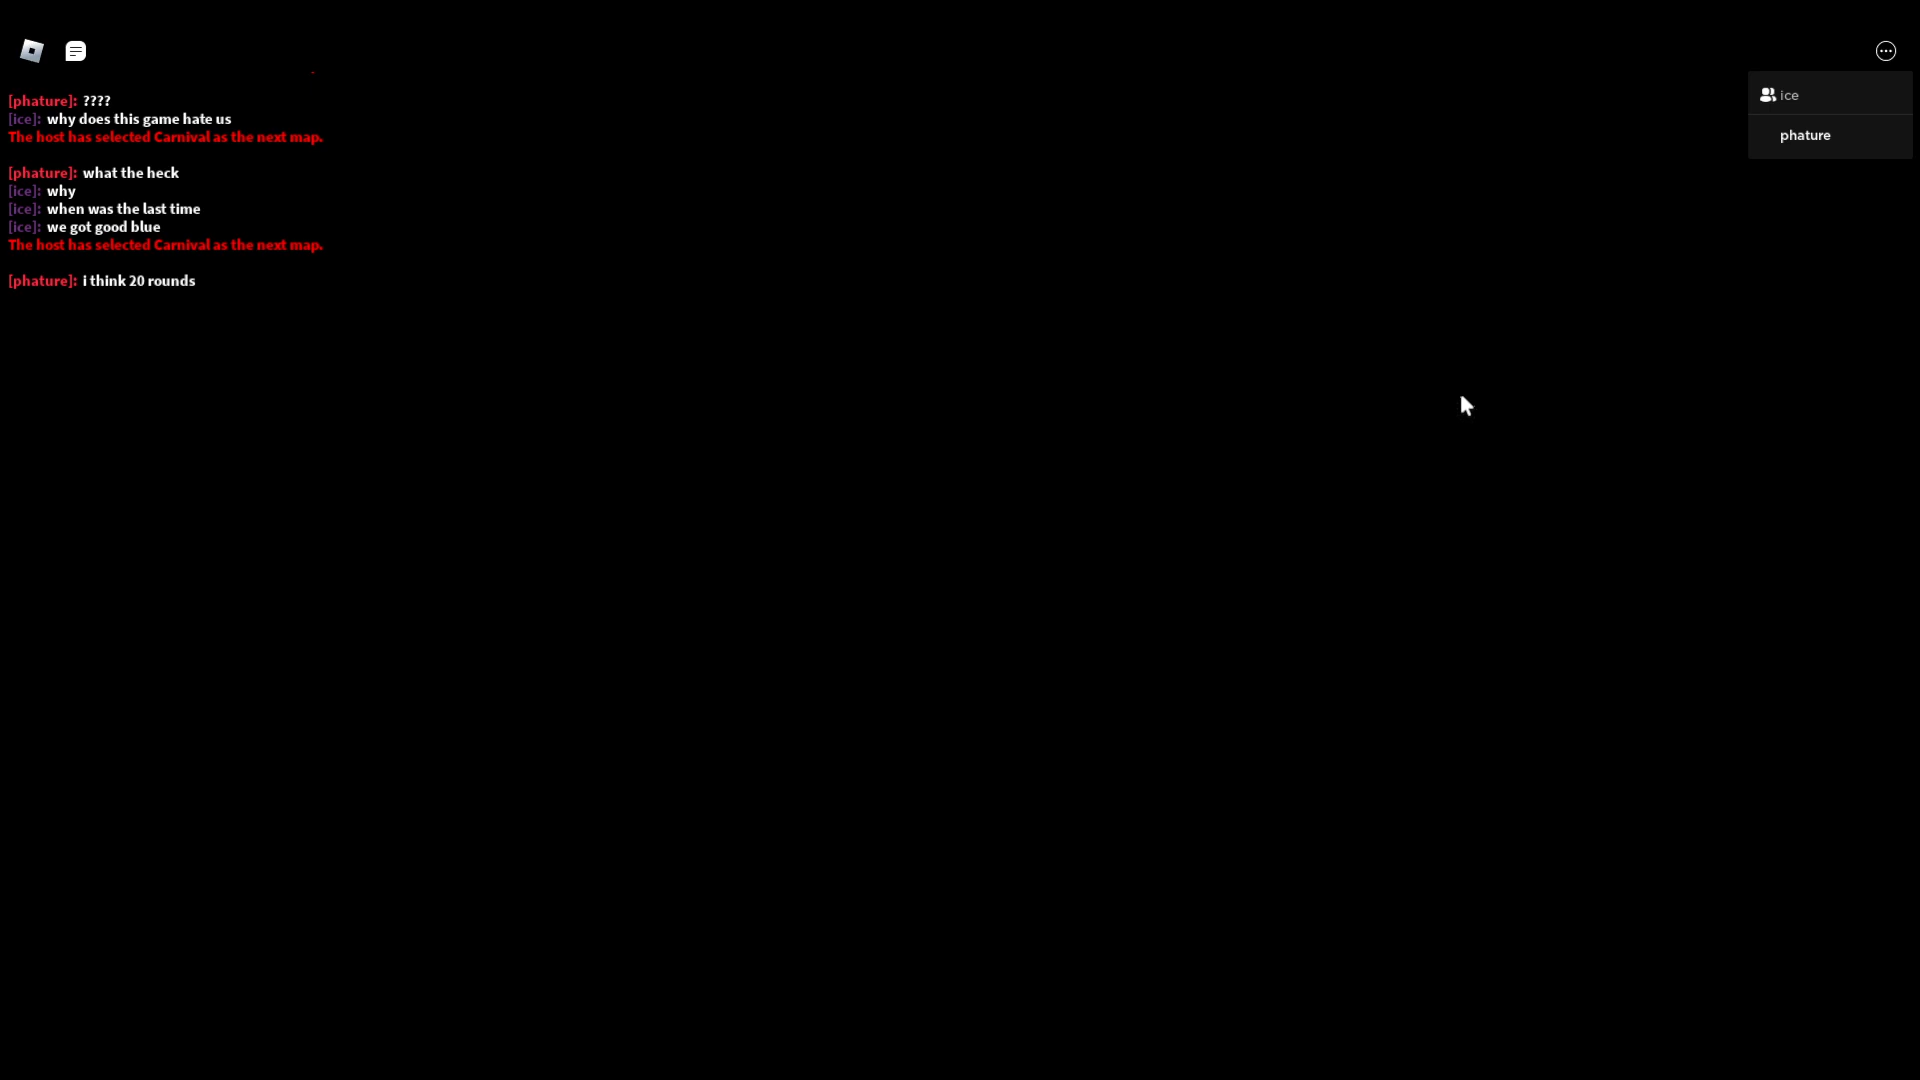 [phature]: ????
[ice]: why does this game hate us
The host has selected Carnival as the next map.
[phature]: what the heck
[ice]: why
[ice]: when was the last time
[ice]: we got good blue
The host has selected Carnival as the next map.
[phature]: i think 20 rounds
ice
phature